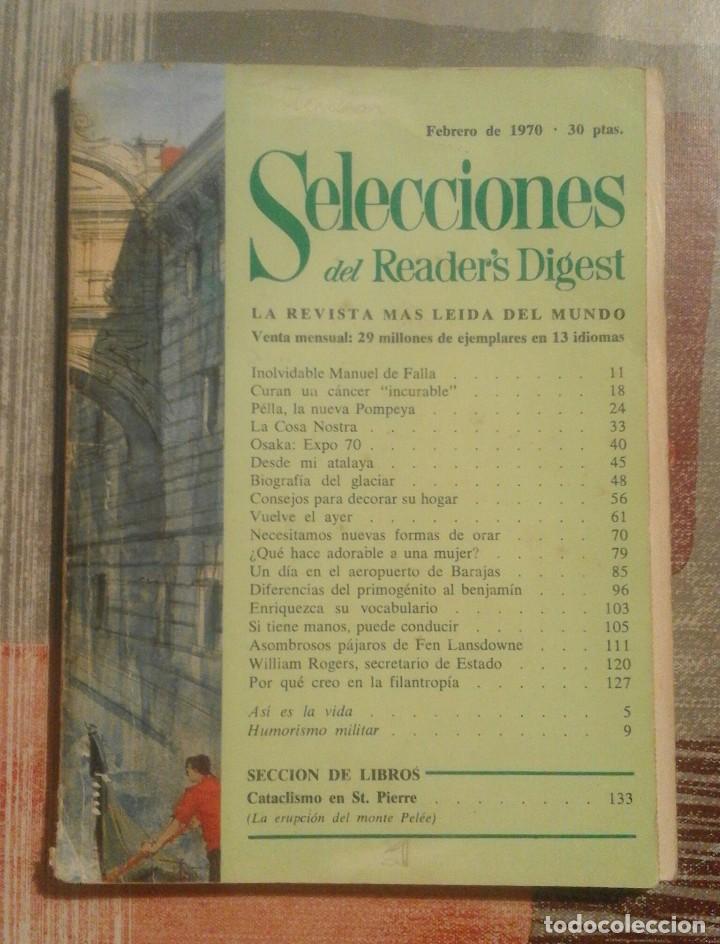 Febrero de 1970 · 30 ptas.
Selecciones
del Reader's Digest
LA REVISTA MAS LEIDA DEL MUNDO
Venta mensual: 29 millones de ejemplares en 13 idiomas
Inolvidable Manuel de Falla . . . . . . . 11
Curan un cáncer "incurable" . . . . . . 18
Pélla, la nueva Pompeya . . . . . . . 24
La Cosa Nostra . . . . . . . . . . 33
Osaka: Expo 70 . . . . . . . . . . 40
Desde mi atalaya . . . . . . . . . 45
Biografía del glaciar . . . . . . . . 48
Consejos para decorar su hogar . . . . . . 56
Vuelve el ayer . . . . . . . . . . 61
Necesitamos nuevas formas de orar . . . . 70
¿Qué hace adorable a una mujer? . . . . . 79
Un día en el aeropuerto de Barajas . . . . 85
Diferencias del primogénito al benjamín . . . 96
Enriquezca su vocabulario . . . . . . . 103
Si tiene manos, puede conducir . . . . . . 105
Asombrosos pájaros de Fen Lansdowne . . . 111
William Rogers, secretario de Estado . . . . 120
Por qué creo en la filantropía . . . . . . 127
Así es la vida . . . . . . . . . . 5
Humorismo militar . . . . . . . . . 9
SECCION DE LIBROS
Cataclismo en St. Pierre . . . . . . . . 133
(La erupción del monte Pelée)
todocoleccion